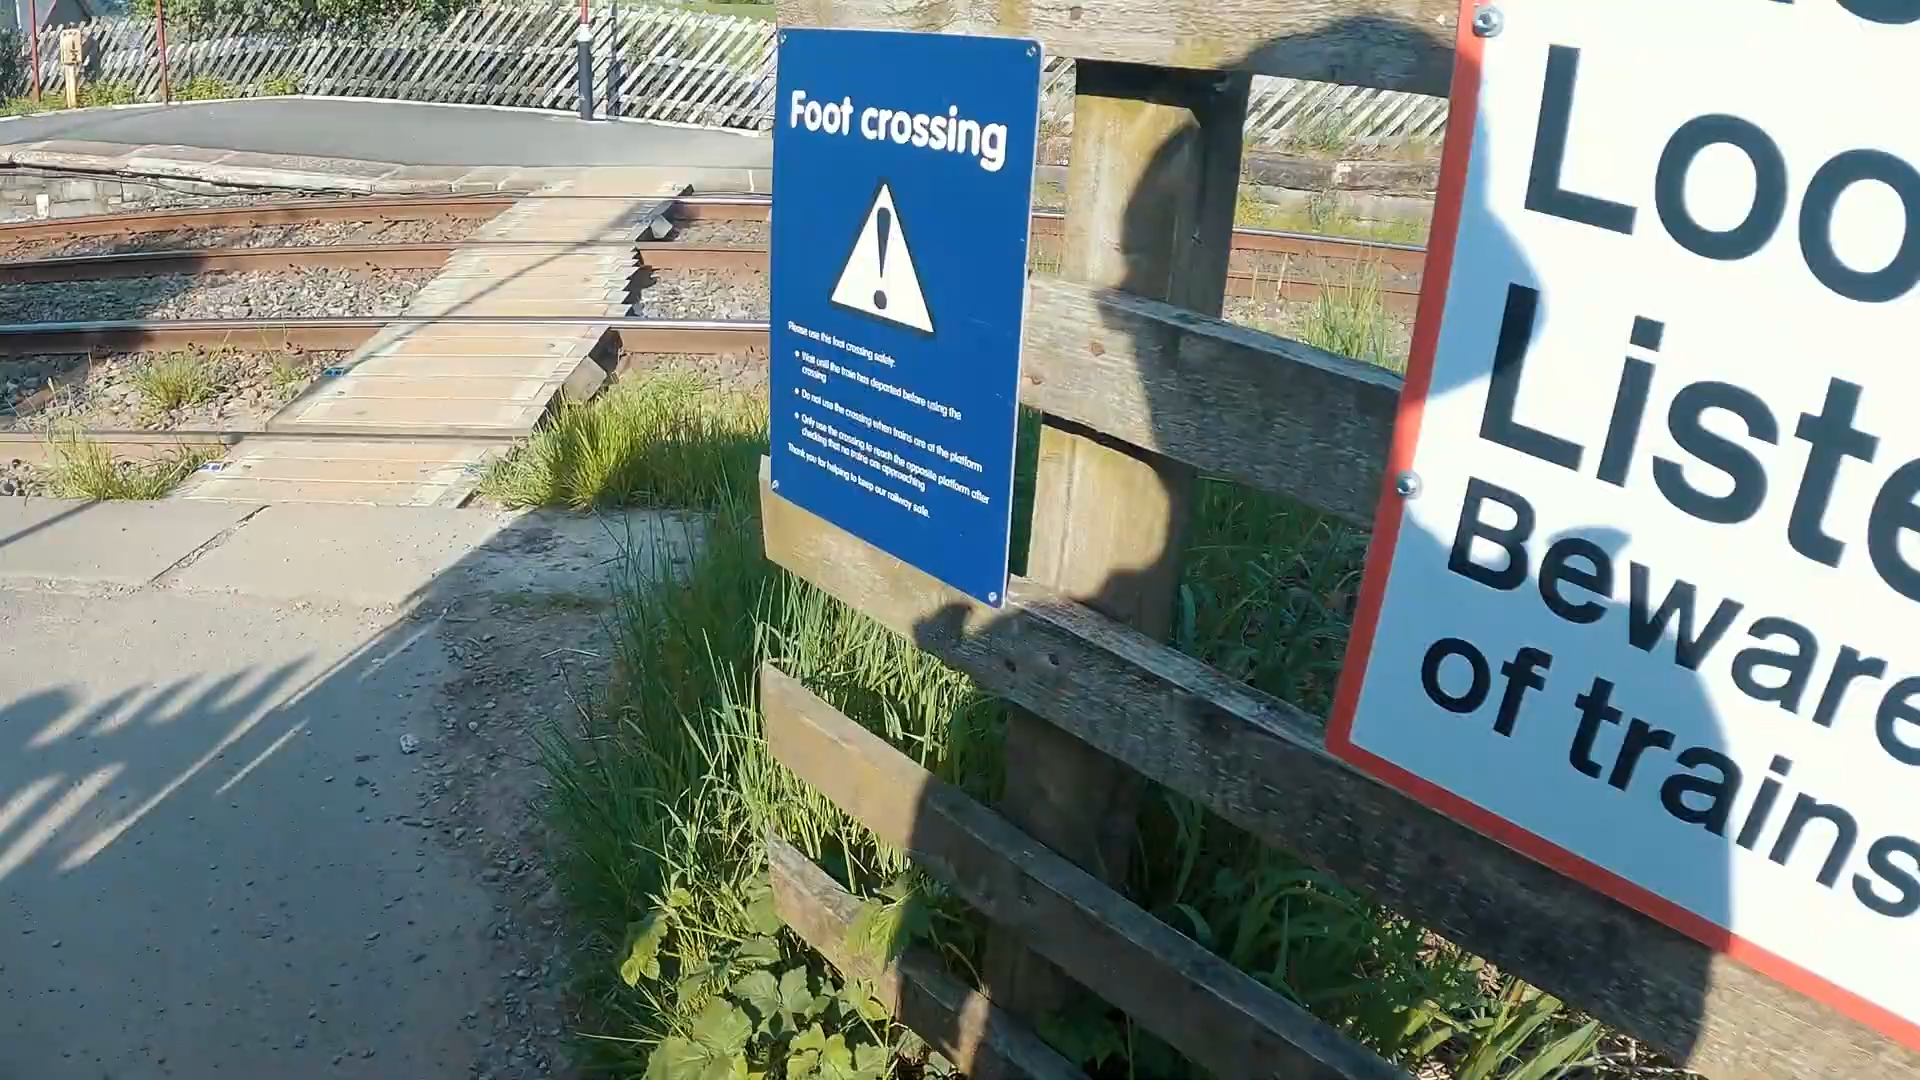 Foot crossing
Please use this foot crossing safely:
• Wait until the train has departed before using the
crossing
• Do not use the crossing when trains are at the platform
• Only use the crossing to reach the opposite platform after
checking that no trains are approaching
Thank you for helping to keep our railway safe.
Loo
Liste
Beware
of trains